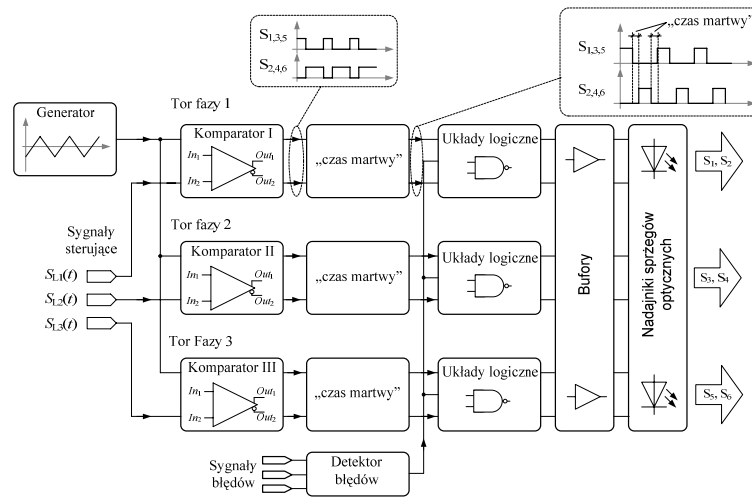 S1,3,5
S2,4,6
„czas martwy”
S1,3,5
S2,4,6
Generator
Tor fazy 1
Komparator I
In1
In2
Out1
Out2
„czas martwy”
Układy logiczne
S1, S2
Sygnały
sterujące
SL1(t)
SL2(t)
SL3(t)
Tor fazy 2
Komparator II
In1
In2
Out1
Out2
„czas martwy”
Układy logiczne
Bufory
Nadajniki sprzęgów
optycznych
S3, S4
Tor Fazy 3
Komparator III
In1
In2
Out1
Out2
„czas martwy”
Układy logiczne
S5, S6
Sygnały
błędów
Detektor
błędów